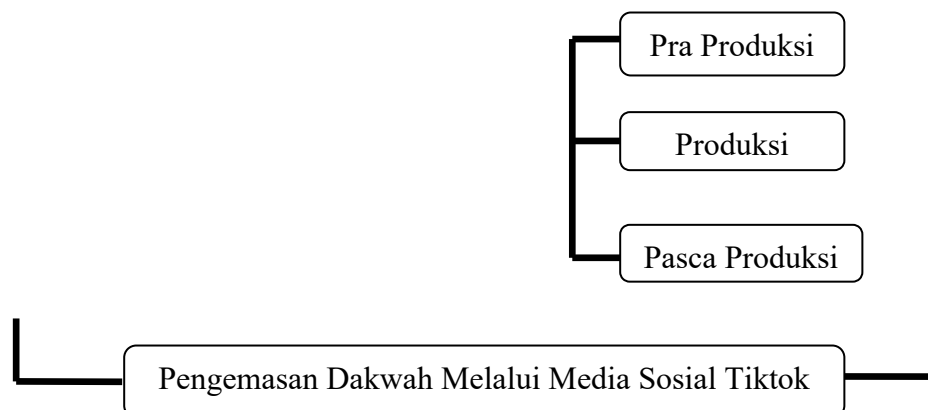 Pra Produksi
Produksi
Pasca Produksi
Pengemasan Dakwah Melalui Media Sosial Tiktok